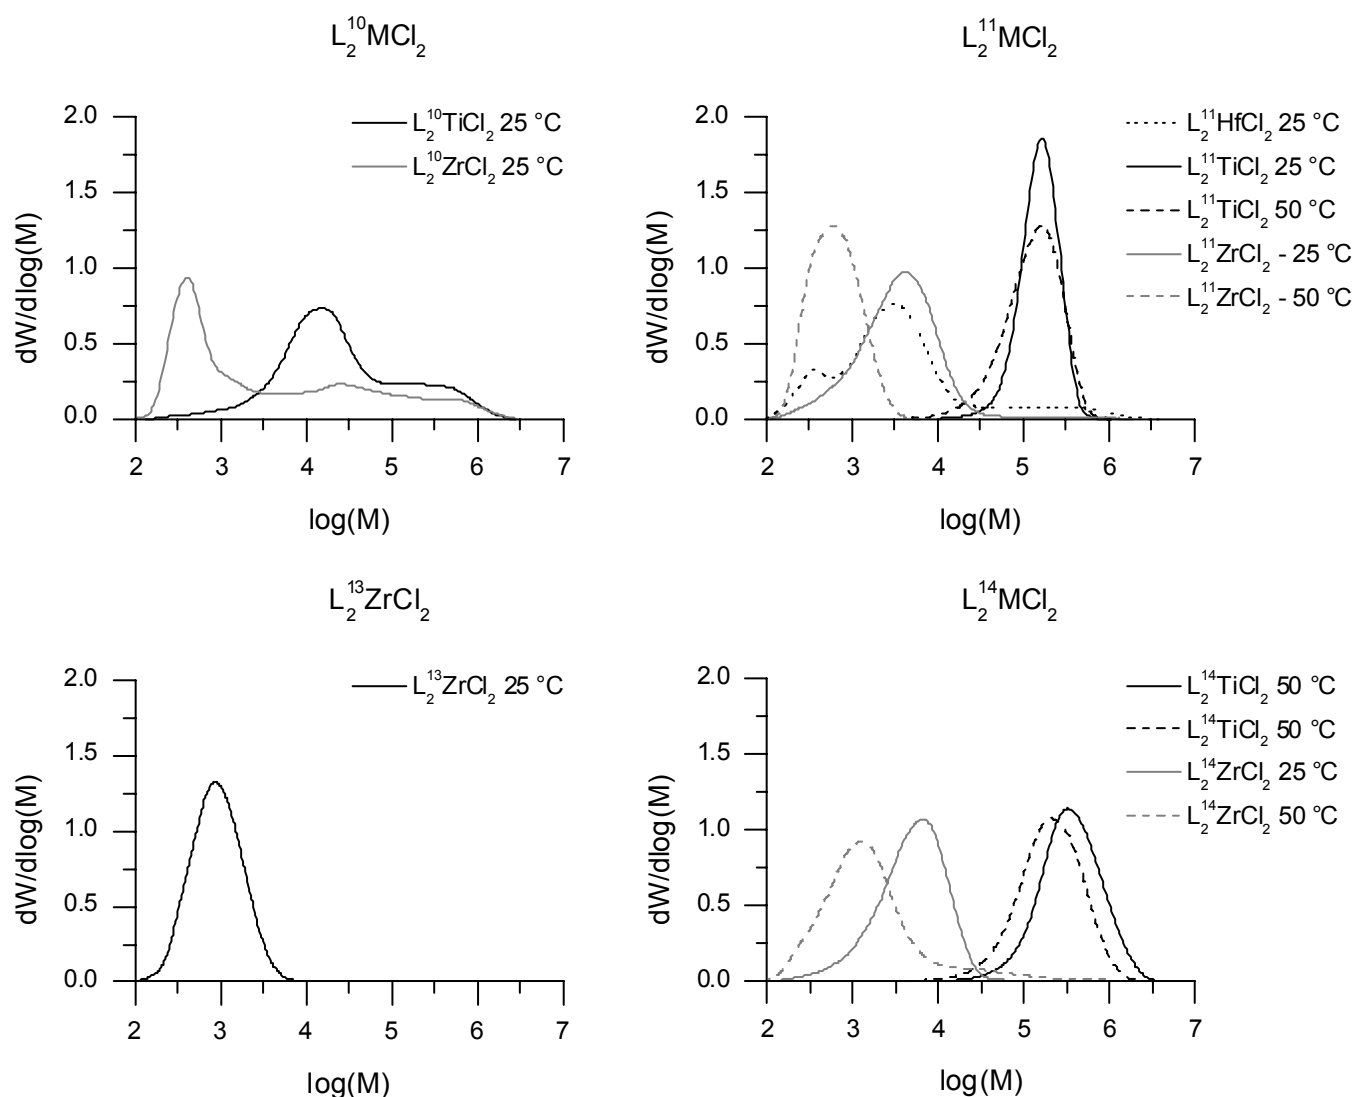 L₂¹⁰MCl₂
2.0
1.5
1.0
0.5
0.0
dW/dlog(M)
2 3 4 5 6 7
log(M)
L₂¹⁰TiCl₂ 25 °C
L₂¹⁰ZrCl₂ 25 °C
L₂¹¹MCl₂
2.0
1.5
1.0
0.5
0.0
dW/dlog(M)
2 3 4 5 6 7
log(M)
L₂¹¹HfCl₂ 25 °C
L₂¹¹TiCl₂ 25 °C
L₂¹¹TiCl₂ 50 °C
L₂¹¹ZrCl₂ - 25 °C
L₂¹¹ZrCl₂ - 50 °C
L₂¹³ZrCl₂
2.0
1.5
1.0
0.5
0.0
dW/dlog(M)
2 3 4 5 6 7
log(M)
L₂¹³ZrCl₂ 25 °C
L₂¹⁴MCl₂
2.0
1.5
1.0
0.5
0.0
dW/dlog(M)
2 3 4 5 6 7
log(M)
L₂¹⁴TiCl₂ 50 °C
L₂¹⁴TiCl₂ 50 °C
L₂¹⁴ZrCl₂ 25 °C
L₂¹⁴ZrCl₂ 50 °C